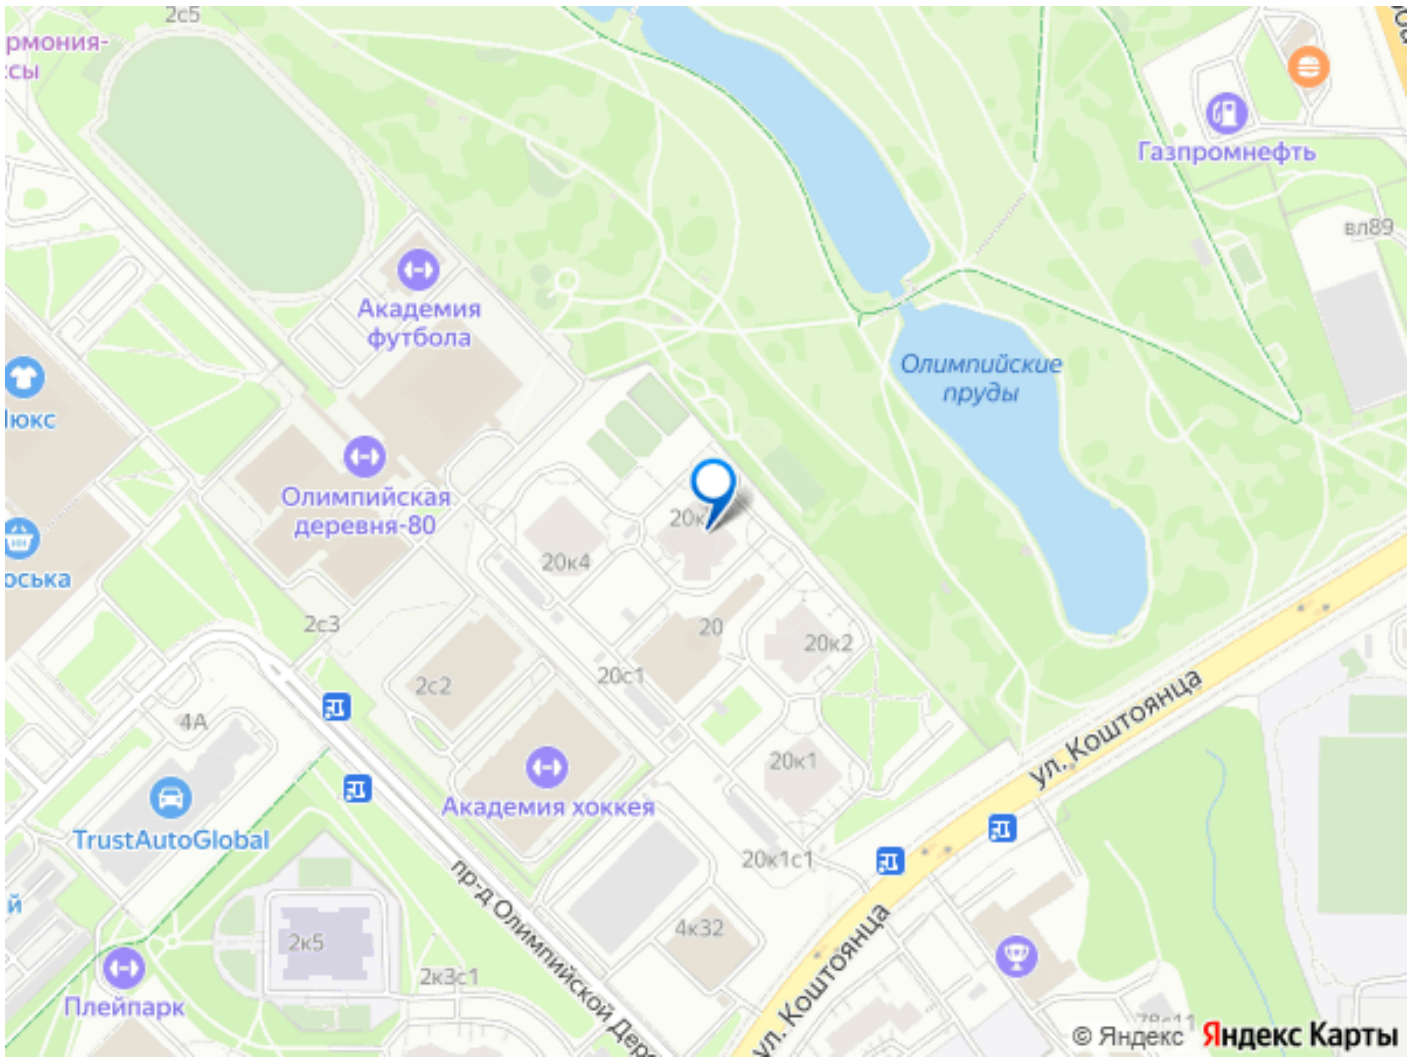 2с5
рмония-
сы
Газпромнефть
вл89
Академия
футбола
Олимпийские
пруды
люкс
Олимпийская
деревня-80
20к
20к4
оська
2с3
20
20к2
20с1
2с2
4А
ул. Коштоянца
20к1
Академия хоккея
TrustAutoGlobal
20к1с1
пр-д Олимпийской Дере
й
4к32
2к5
2к3с1
ул. Коштоянца
Плейпарк
© Яндекс Яндекс Карты